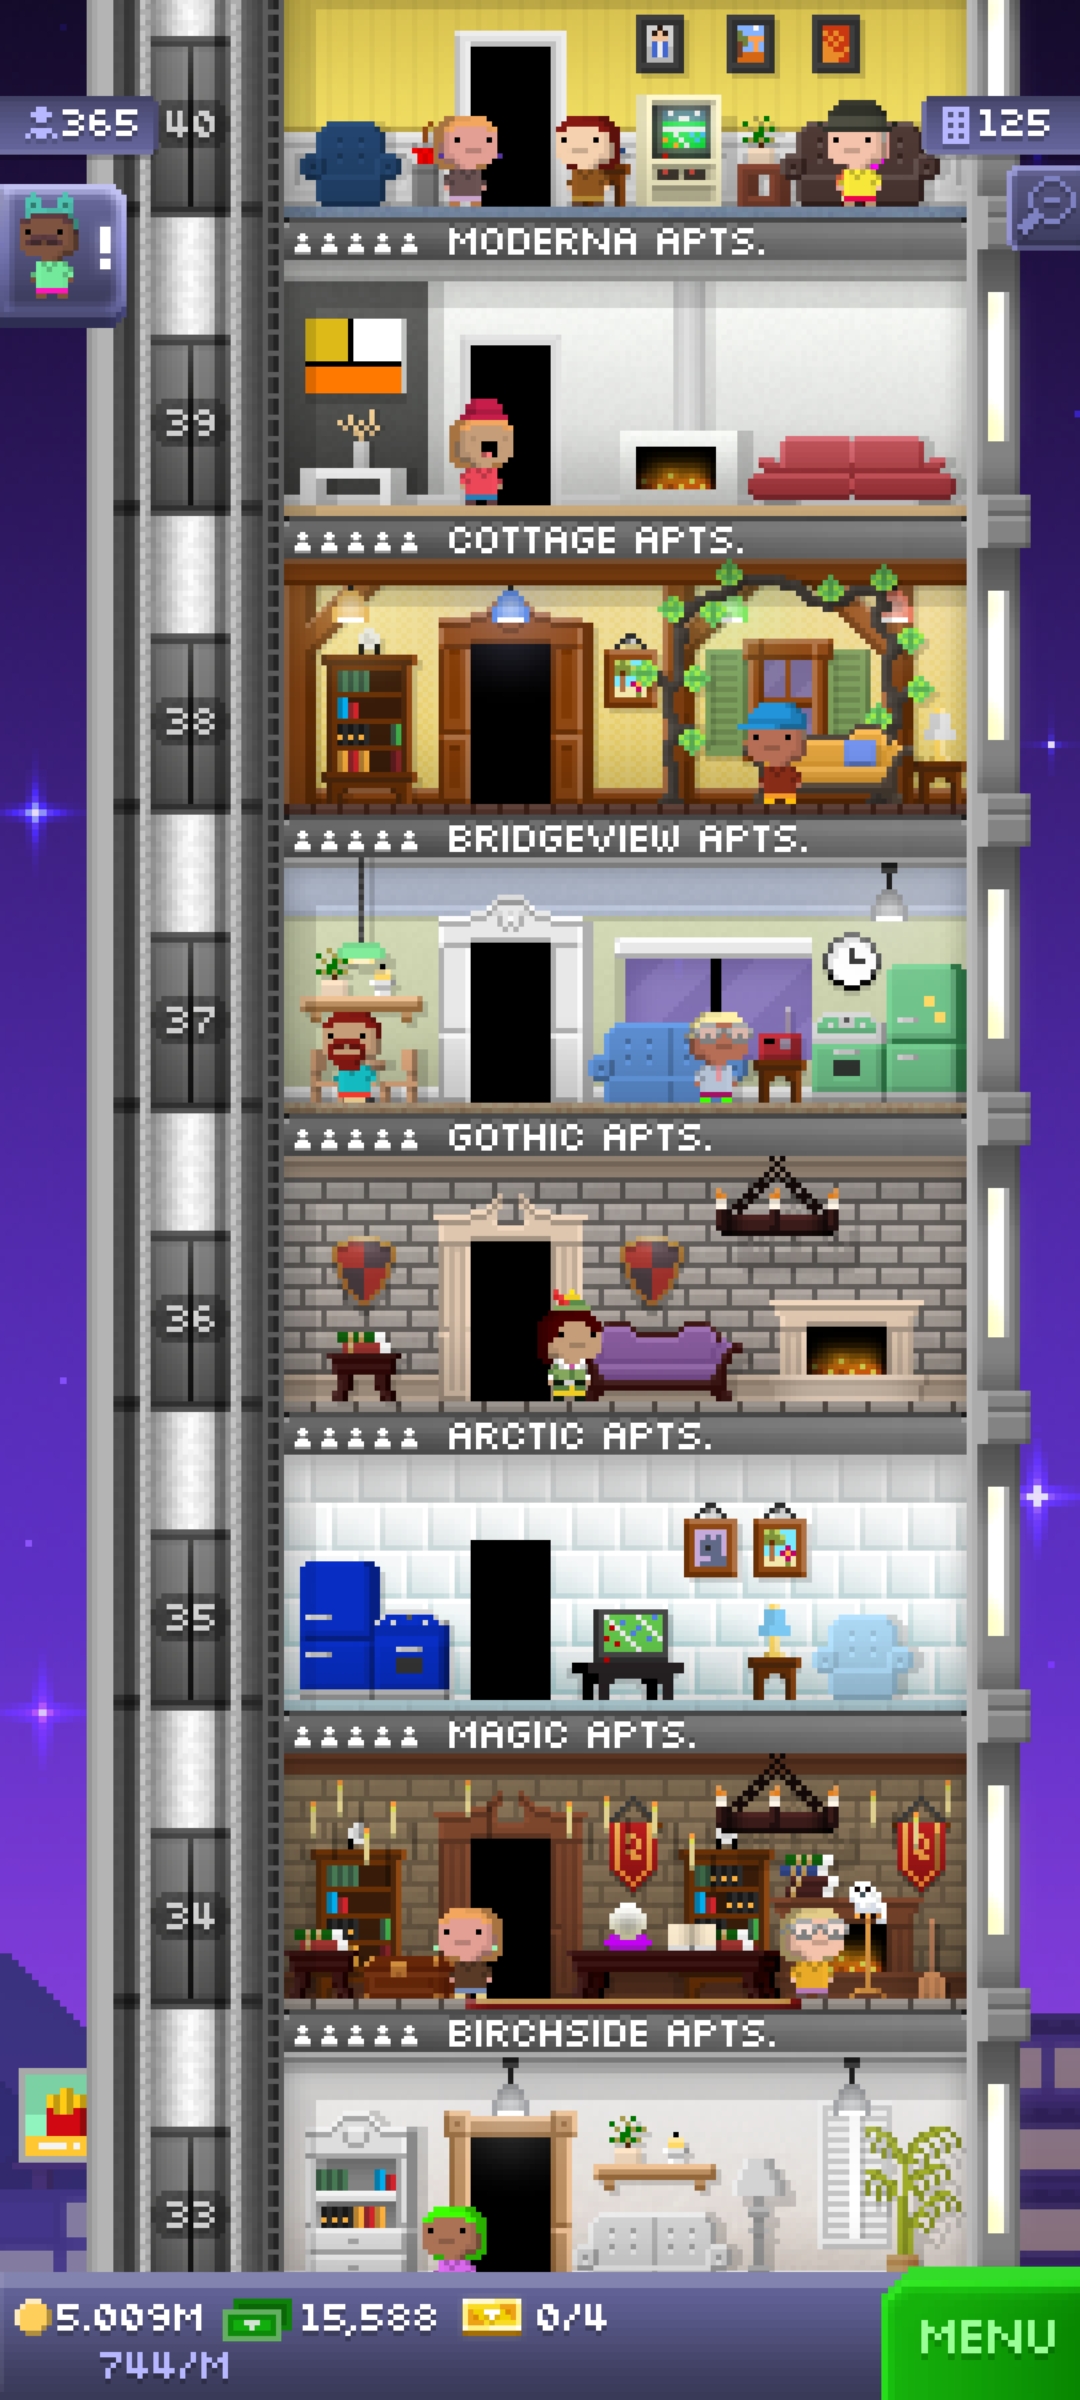 365
40
125
!
MODERNA APTS.
39
COTTAGE APTS.
38
BRIDGEVIEW APTS.
37
GOTHIC APTS.
36
ARCTIC APTS.
35
MAGIC APTS.
34
BIRCHSIDE APTS.
33
5.009M 15,588 0/4
744/M
MENU